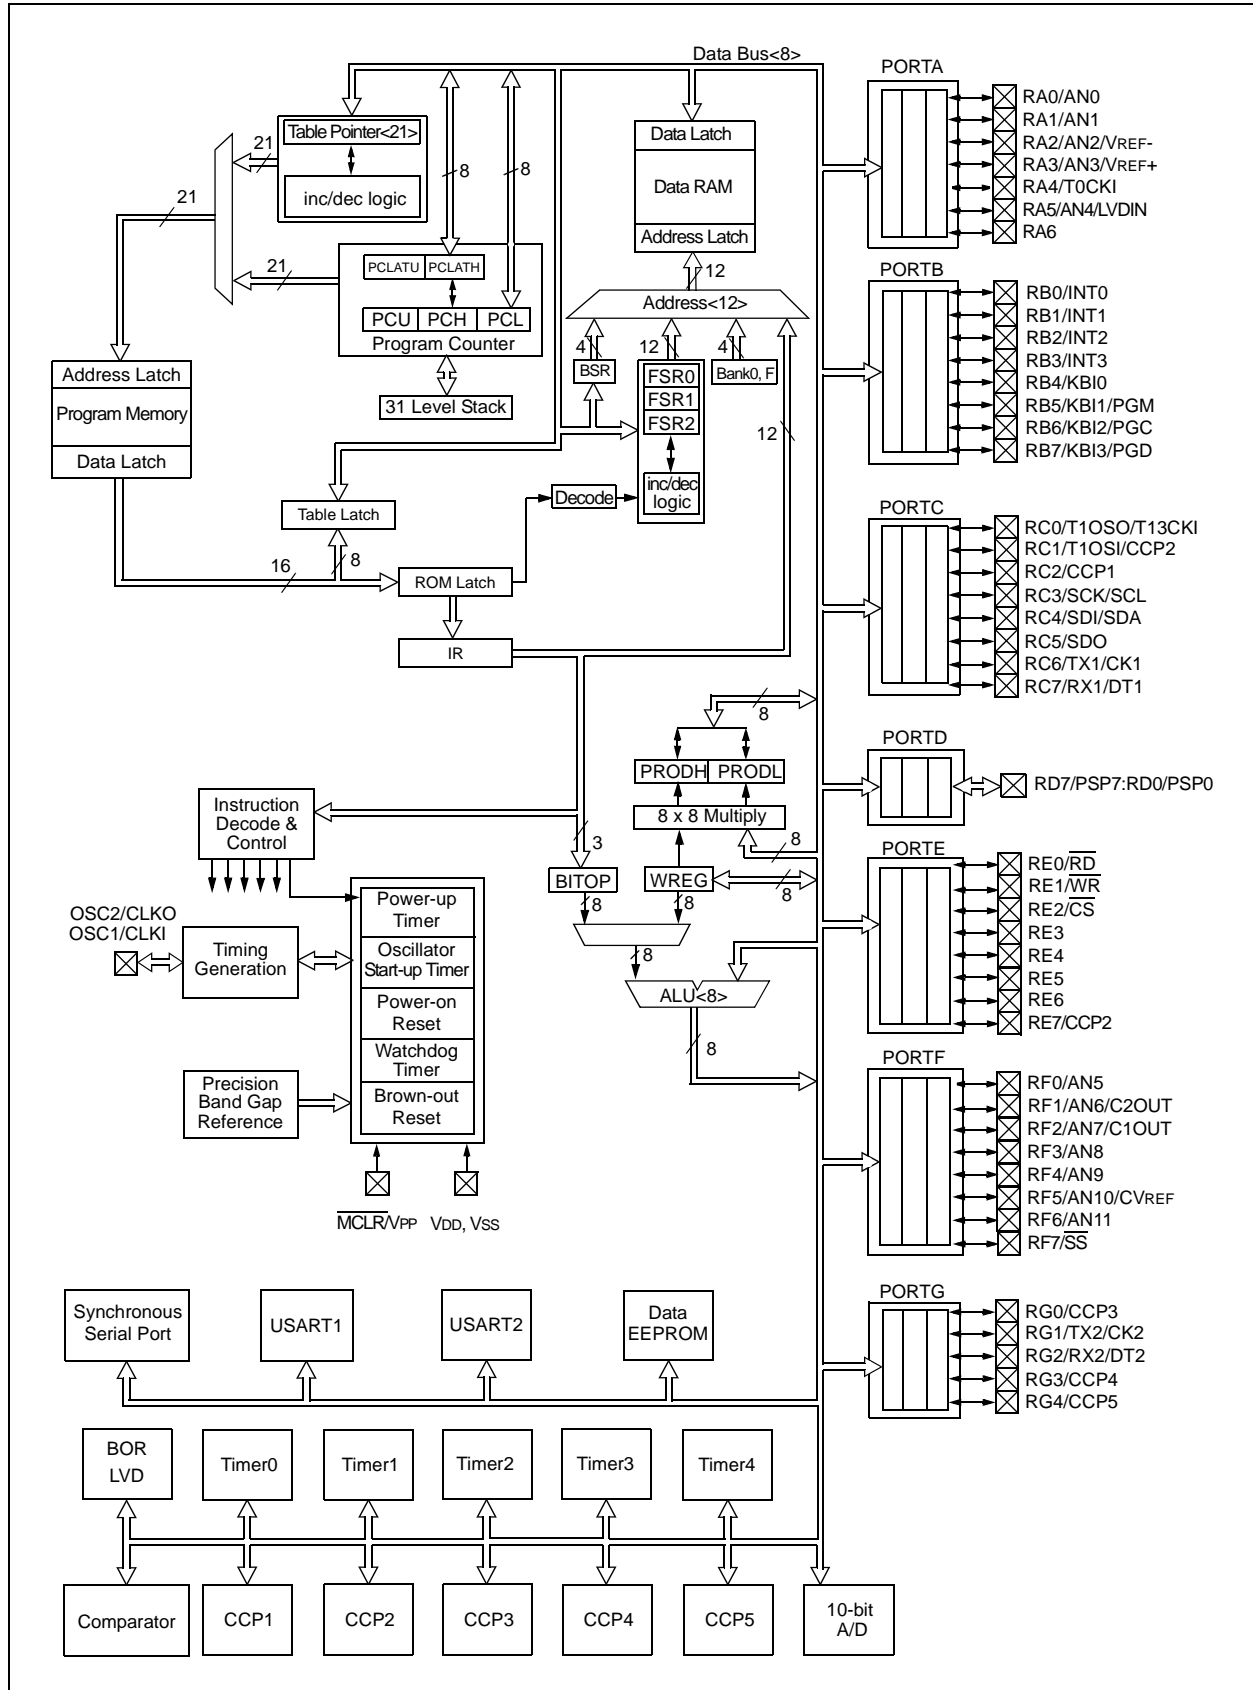 Data Bus<8>
Table Pointer<21>
inc/dec logic
21
21
21
8
8
PCLATU
PCLATH
PCU
PCH
PCL
Program Counter
31 Level Stack
Address Latch
Program Memory
Data Latch
Table Latch
16
8
ROM Latch
IR
Data Latch
Data RAM
Address Latch
12
Address<12>
4
12
4
BSR
FSR0
FSR1
FSR2
Bank0, F
inc/dec
logic
Decode
12
8
PRODH
PRODL
8 x 8 Multiply
8
Instruction
Decode &
Control
3
BITOP
WREG
8
8
8
8
ALU<8>
8
OSC2/CLKO
OSC1/CLKI
Timing
Generation
Power-up
Timer
Oscillator
Start-up Timer
Power-on
Reset
Watchdog
Timer
Brown-out
Reset
Precision
Band Gap
Reference
MCLR/VPP
VDD, VSS
PORTA
RA0/AN0
RA1/AN1
RA2/AN2/VREF-
RA3/AN3/VREF+
RA4/T0CKI
RA5/AN4/LVDIN
RA6
PORTB
RB0/INT0
RB1/INT1
RB2/INT2
RB3/INT3
RB4/KBI0
RB5/KBI1/PGM
RB6/KBI2/PGC
RB7/KBI3/PGD
PORTC
RC0/T1OSO/T13CKI
RC1/T1OSI/CCP2
RC2/CCP1
RC3/SCK/SCL
RC4/SDI/SDA
RC5/SDO
RC6/TX1/CK1
RC7/RX1/DT1
PORTD
RD7/PSP7:RD0/PSP0
PORTE
RE0/RD
RE1/WR
RE2/CS
RE3
RE4
RE5
RE6
RE7/CCP2
PORTF
RF0/AN5
RF1/AN6/C2OUT
RF2/AN7/C1OUT
RF3/AN8
RF4/AN9
RF5/AN10/CVREF
RF6/AN11
RF7/SS
PORTG
RG0/CCP3
RG1/TX2/CK2
RG2/RX2/DT2
RG3/CCP4
RG4/CCP5
Synchronous
Serial Port
USART1
USART2
Data
EEPROM
BOR
LVD
Timer0
Timer1
Timer2
Timer3
Timer4
Comparator
CCP1
CCP2
CCP3
CCP4
CCP5
10-bit
A/D